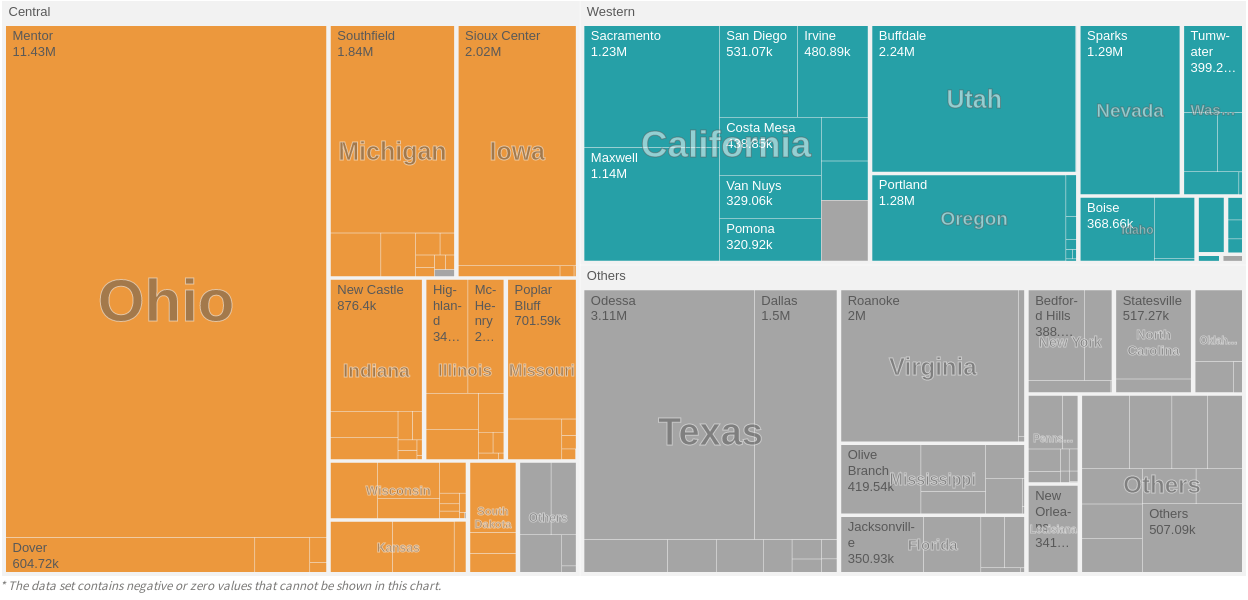 Central
Mentor
11.43M
Ohio
Dover
604.72k
Southfield
1.84M
Michigan
Sioux Center
2.02M
Iowa
New Castle
876.4k
Indiana
Hig-
hlan-
d
34...
Mc-
He-
nry
2...
Illinois
Poplar
Bluff
701.59k
Missouri
Wisconsin
Kansas
South
Dakota
Others
Western
Sacramento
1.23M
Maxwell
1.14M
San Diego
531.07k
Irvine
480.89k
Costa Mesa
438.85k
California
Van Nuys
329.06k
Pomona
320.92k
Buffdale
2.24M
Utah
Portland
1.28M
Oregon
Sparks
1.29M
Nevada
Tumw-
ater
399.2...
Was...
Boise
368.66k
Idaho
Others
Odessa
3.11M
Dallas
1.5M
Texas
Roanoke
2M
Virginia
Olive
Branch
419.54k
Mississippi
Jacksonvill-
e
350.93k
Florida
Bedfor-
d Hills
388....
New York
Statesville
517.27k
North
Carolina
Oklah...
Penns...
New
Orlea-
ns
341...
Louisiana
Others
Others
507.09k
* The data set contains negative or zero values that cannot be shown in this chart.